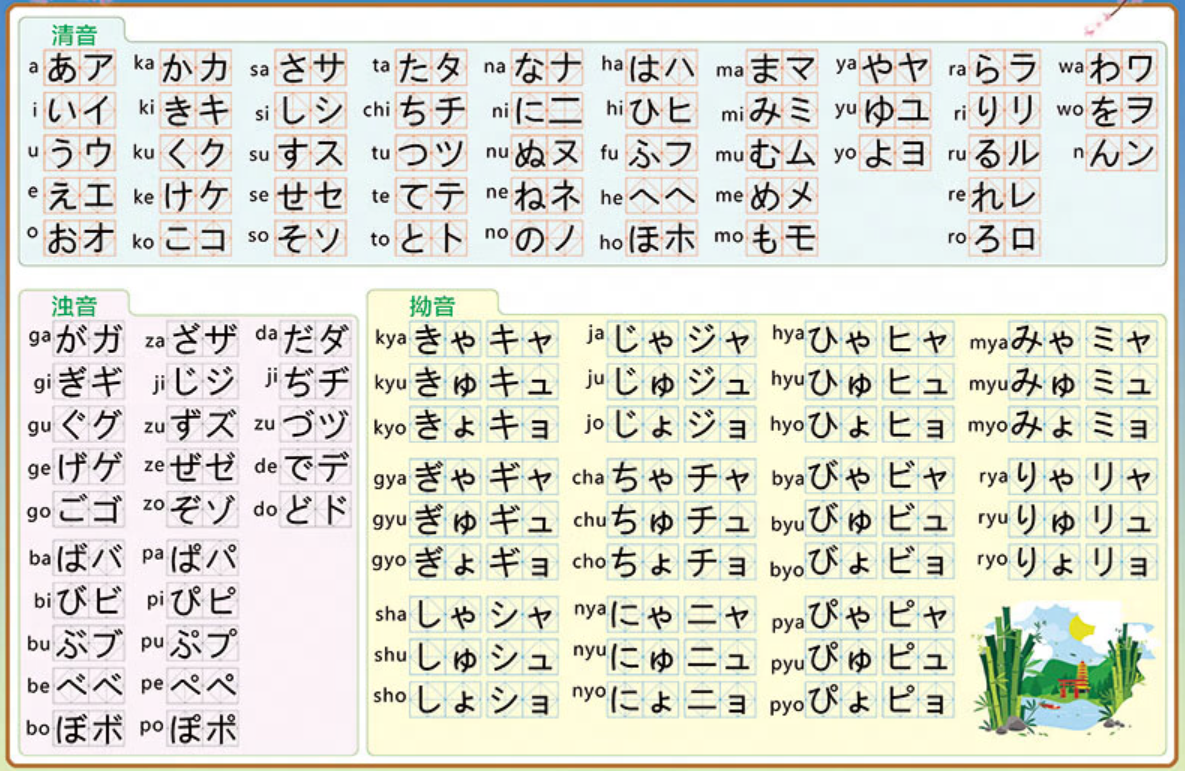 清音
a あア ka かカ sa さサ ta たタ na なナ ha はハ ma まマ ya やヤ ra らラ wa わワ
i いイ ki きキ si しシ chi ちチ ni にニ hi ひヒ mi みミ yu ゆユ ri りリ wo をヲ
u うウ ku くク su すス tu つツ nu ぬヌ fu ふフ mu むム yo よヨ ru るル n んン
e えエ ke けケ se せセ te てテ ne ねネ he へヘ me めメ re れレ
o おオ ko こコ so そソ to とト no のノ ho ほホ mo もモ ro ろロ
浊音
ga がガ za ざザ da だダ
gi ぎギ ji じジ ji ぢヂ
gu ぐグ zu ずズ zu づヅ
ge げゲ ze ぜゼ de でデ
go ごゴ zo ぞゾ do どド
ba ばバ pa ぱパ
bi びビ pi ぴピ
bu ぶブ pu ぷプ
be べベ pe ぺペ
bo ぼボ po ぽポ
拗音
kya きゃ キャ ja じゃ ジャ hya ひゃ ヒャ mya みゃ ミャ
kyu きゅ キュ ju じゅ ジュ hyu ひゅ ヒュ myu みゅ ミュ
kyo きょ キョ jo じょ ジョ hyo ひょ ヒョ myo みょ ミョ
gya ぎゃ ギャ cha ちゃ チャ bya びゃ ビャ rya りゃ リャ
gyu ぎゅ ギュ chu ちゅ チュ byu びゅ ビュ ryu りゅ リュ
gyo ぎょ ギョ cho ちょ チョ byo びょ ビョ ryo りょ リョ
sha しゃ シャ nya にゃ ニャ pya ぴゃ ピャ
shu しゅ シュ nyu にゅ ニュ pyu ぴゅ ピュ
sho しょ ショ nyo にょ ニョ pyo ぴょ ピョ